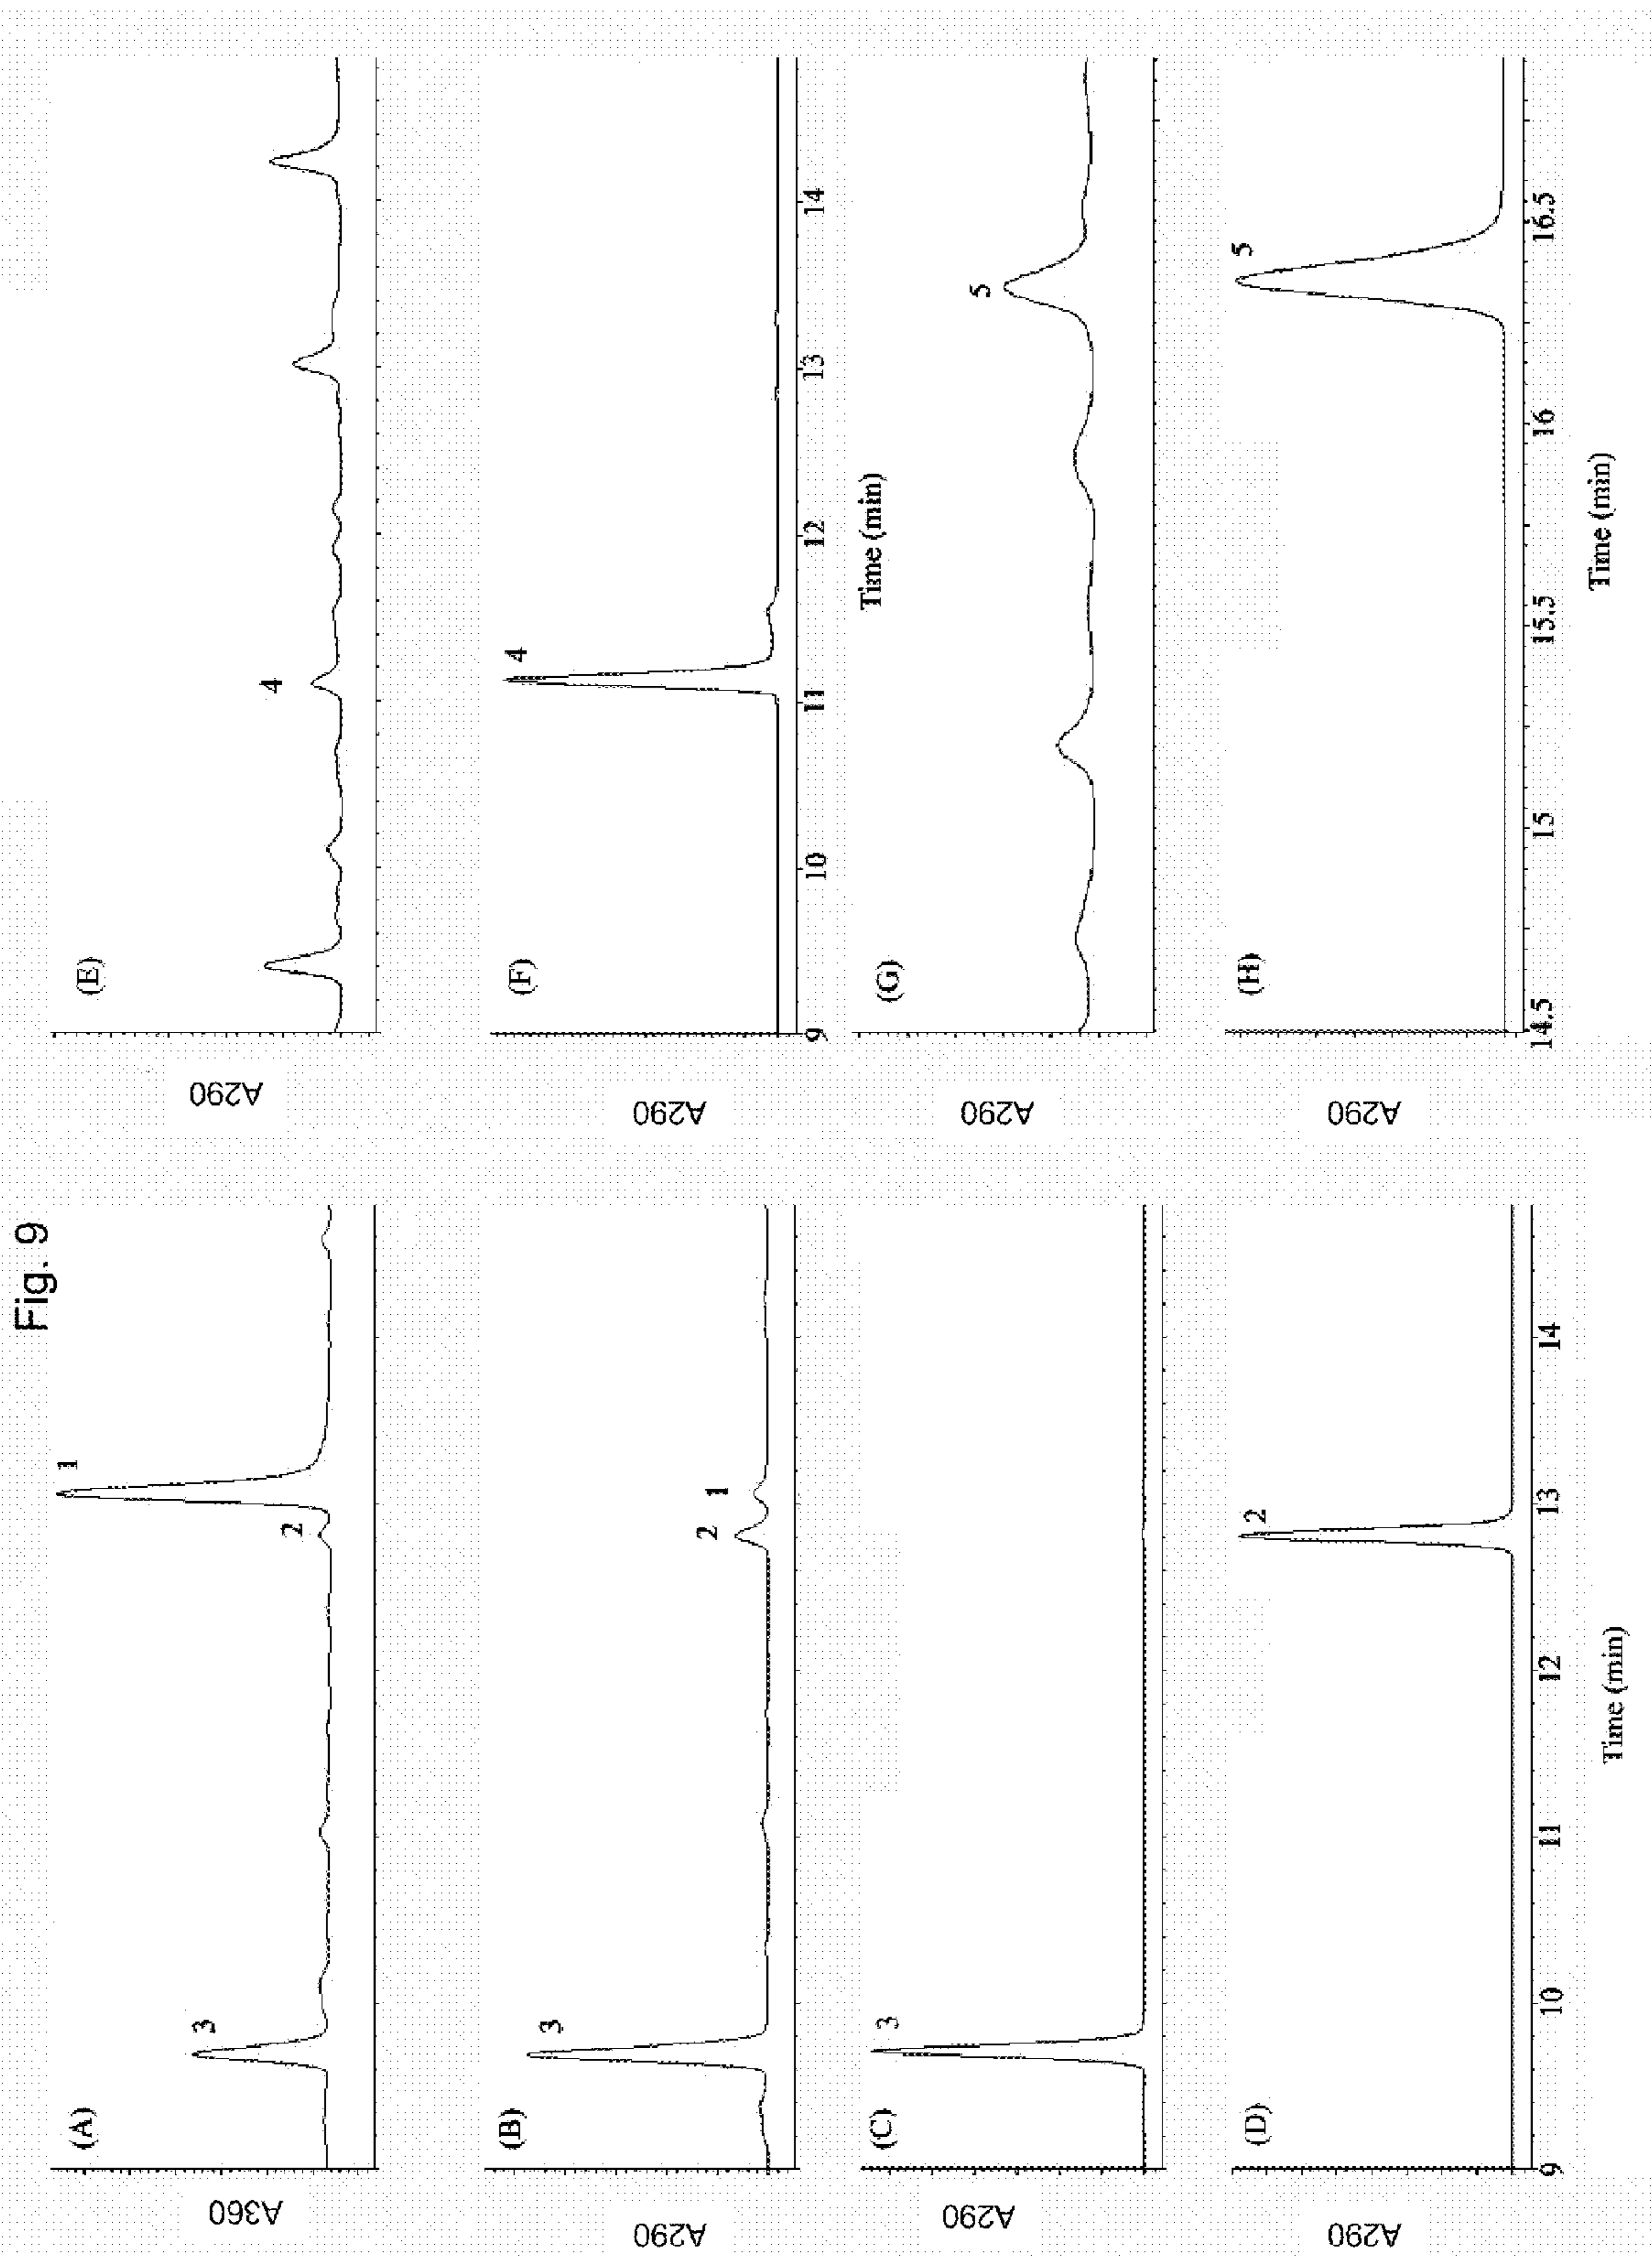 Fig. 9
(A)
A360
3
2
1
(B)
A290
3
2
1
(C)
A290
3
(D)
A290
2
9
10
11
12
13
14
Time (min)
(E)
A290
4
(F)
A290
4
9
10
11
12
13
14
Time (min)
(G)
A290
5
(H)
A290
5
14.5
15
15.5
16
16.5
Time (min)